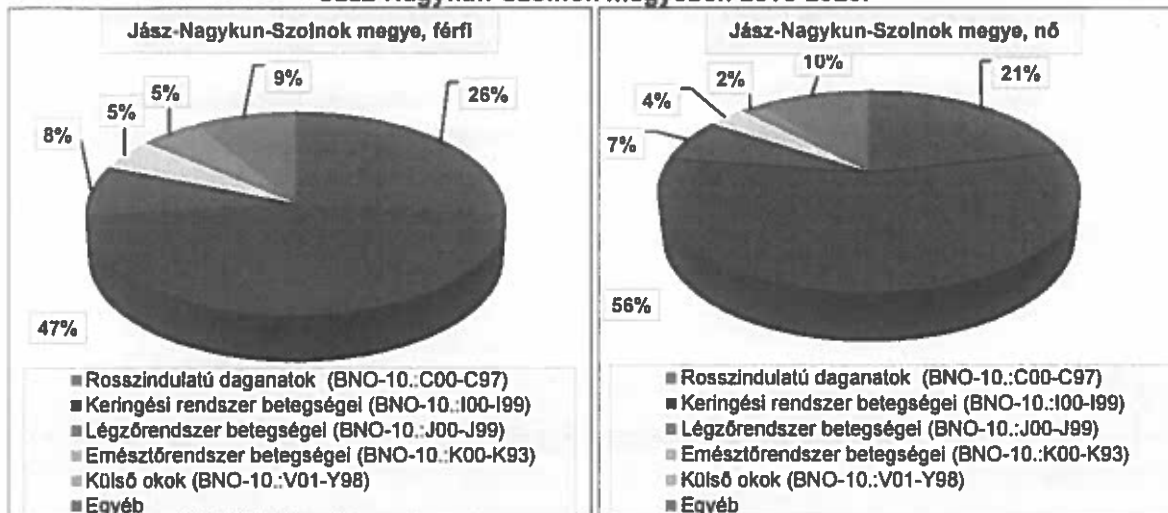 Jász-Nagykun-Szolnok megye, férfi
9%
5%
26%
5%
8%
47%
■ Rosszindulatú daganatok (BNO-10.:C00-C97)
■ Keringési rendszer betegségei (BNO-10.:I00-I99)
■ Légzőrendszer betegségei (BNO-10.:J00-J99)
■ Emésztőrendszer betegségei (BNO-10.:K00-K93)
■ Külső okok (BNO-10.:V01-Y98)
■ Egyéb
Jász-Nagykun-Szolnok megye, nő
10%
2%
21%
4%
7%
56%
■ Rosszindulatú daganatok (BNO-10.:C00-C97)
■ Keringési rendszer betegségei (BNO-10.:I00-I99)
■ Légzőrendszer betegségei (BNO-10.:J00-J99)
■ Emésztőrendszer betegségei (BNO-10.:K00-K93)
■ Külső okok (BNO-10.:V01-Y98)
■ Egyéb